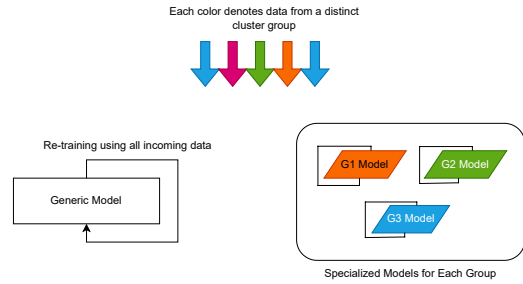 Each color denotes data from a distinct
cluster group
Re-training using all incoming data
Generic Model
G1 Model
G2 Model
G3 Model
Specialized Models for Each Group